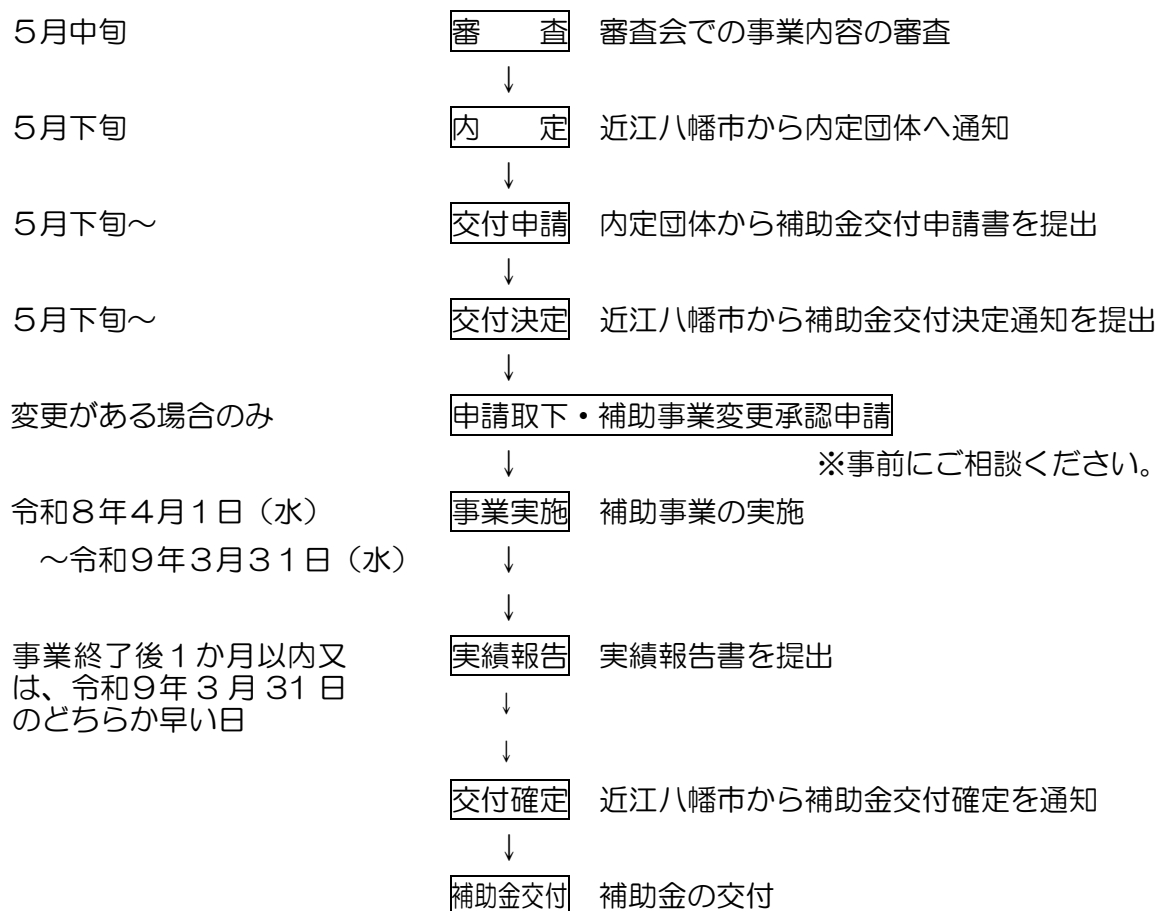 ５月中旬 審　　査 審査会での事業内容の審査
↓
５月下旬 内　　定 近江八幡市から内定団体へ通知
↓
５月下旬～ 交付申請 内定団体から補助金交付申請書を提出
↓
５月下旬～ 交付決定 近江八幡市から補助金交付決定通知を提出
↓
変更がある場合のみ 申請取下・補助事業変更承認申請
↓ ※事前にご相談ください。
令和８年４月１日（水） 事業実施 補助事業の実施
～令和９年３月３１日（水） ↓
↓
事業終了後１か月以内又 実績報告 実績報告書を提出
は、令和９年３月 31 日 ↓
のどちらか早い日
↓
交付確定 近江八幡市から補助金交付確定を通知
↓
補助金交付 補助金の交付